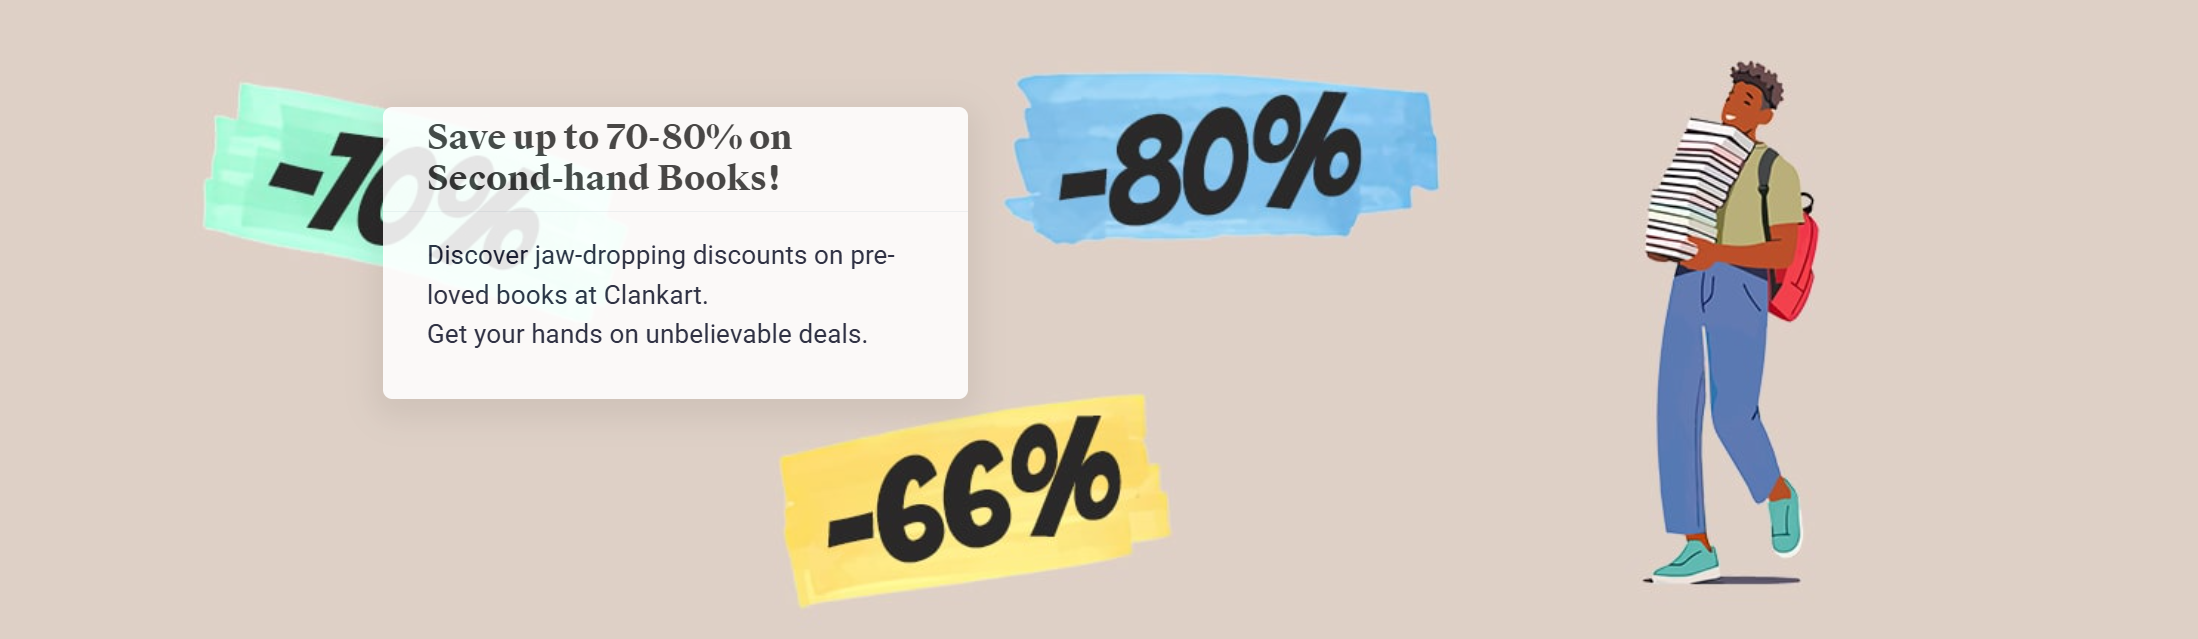 Save up to 70-80% on
Second-hand Books!
Discover jaw-dropping discounts on pre-
loved books at Clankart.
Get your hands on unbelievable deals.
-80%
-66%